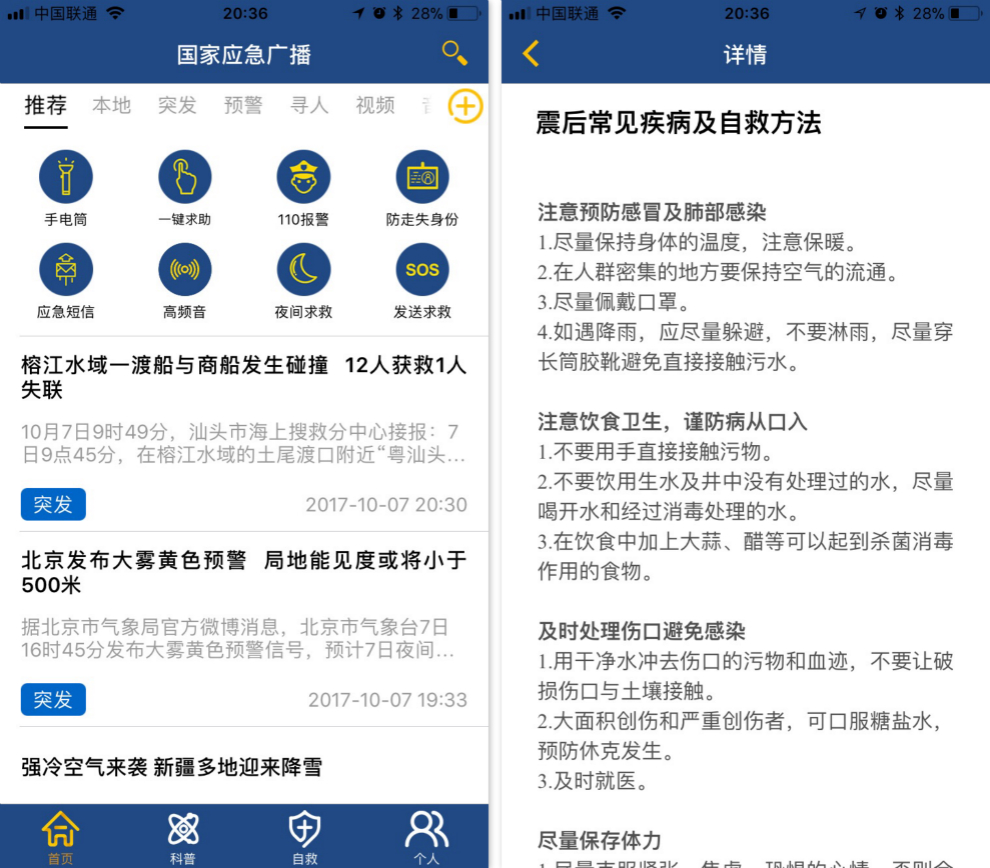 中国联通 20:36 28%
国家应急广播
推荐 本地 突发 预警 寻人 视频
手电筒 一键求助 110报警 防走失身份
SOS
应急短信 高频音 夜间求救 发送求救
榕江水域一渡船与商船发生碰撞 12人获救1人
失联
10月7日9时49分，汕头市海上搜救分中心接报：7
日9点45分，在榕江水域的土尾渡口附近“粤汕头...
突发 2017-10-07 20:30
北京发布大雾黄色预警 局地能见度或将小于
500米
据北京市气象局官方微博消息，北京市气象台7日
16时45分发布大雾黄色预警信号，预计7日夜间...
突发 2017-10-07 19:33
强冷空气来袭 新疆多地迎来降雪
首页 科普 自救 个人
中国联通 20:36 28%
详情
震后常见疾病及自救方法
注意预防感冒及肺部感染
1.尽量保持身体的温度，注意保暖。
2.在人群密集的地方要保持空气的流通。
3.尽量佩戴口罩。
4.如遇降雨，应尽量躲避，不要淋雨，尽量穿
长筒胶靴避免直接接触污水。
注意饮食卫生，谨防病从口入
1.不要用手直接接触污物。
2.不要饮用生水及井中没有处理过的水，尽量
喝开水和经过消毒处理的水。
3.在饮食中加上大蒜、醋等可以起到杀菌消毒
作用的食物。
及时处理伤口避免感染
1.用干净水冲去伤口的污物和血迹，不要让破
损伤口与土壤接触。
2.大面积创伤和严重创伤者，可口服糖盐水，
预防休克发生。
3.及时就医。
尽量保存体力